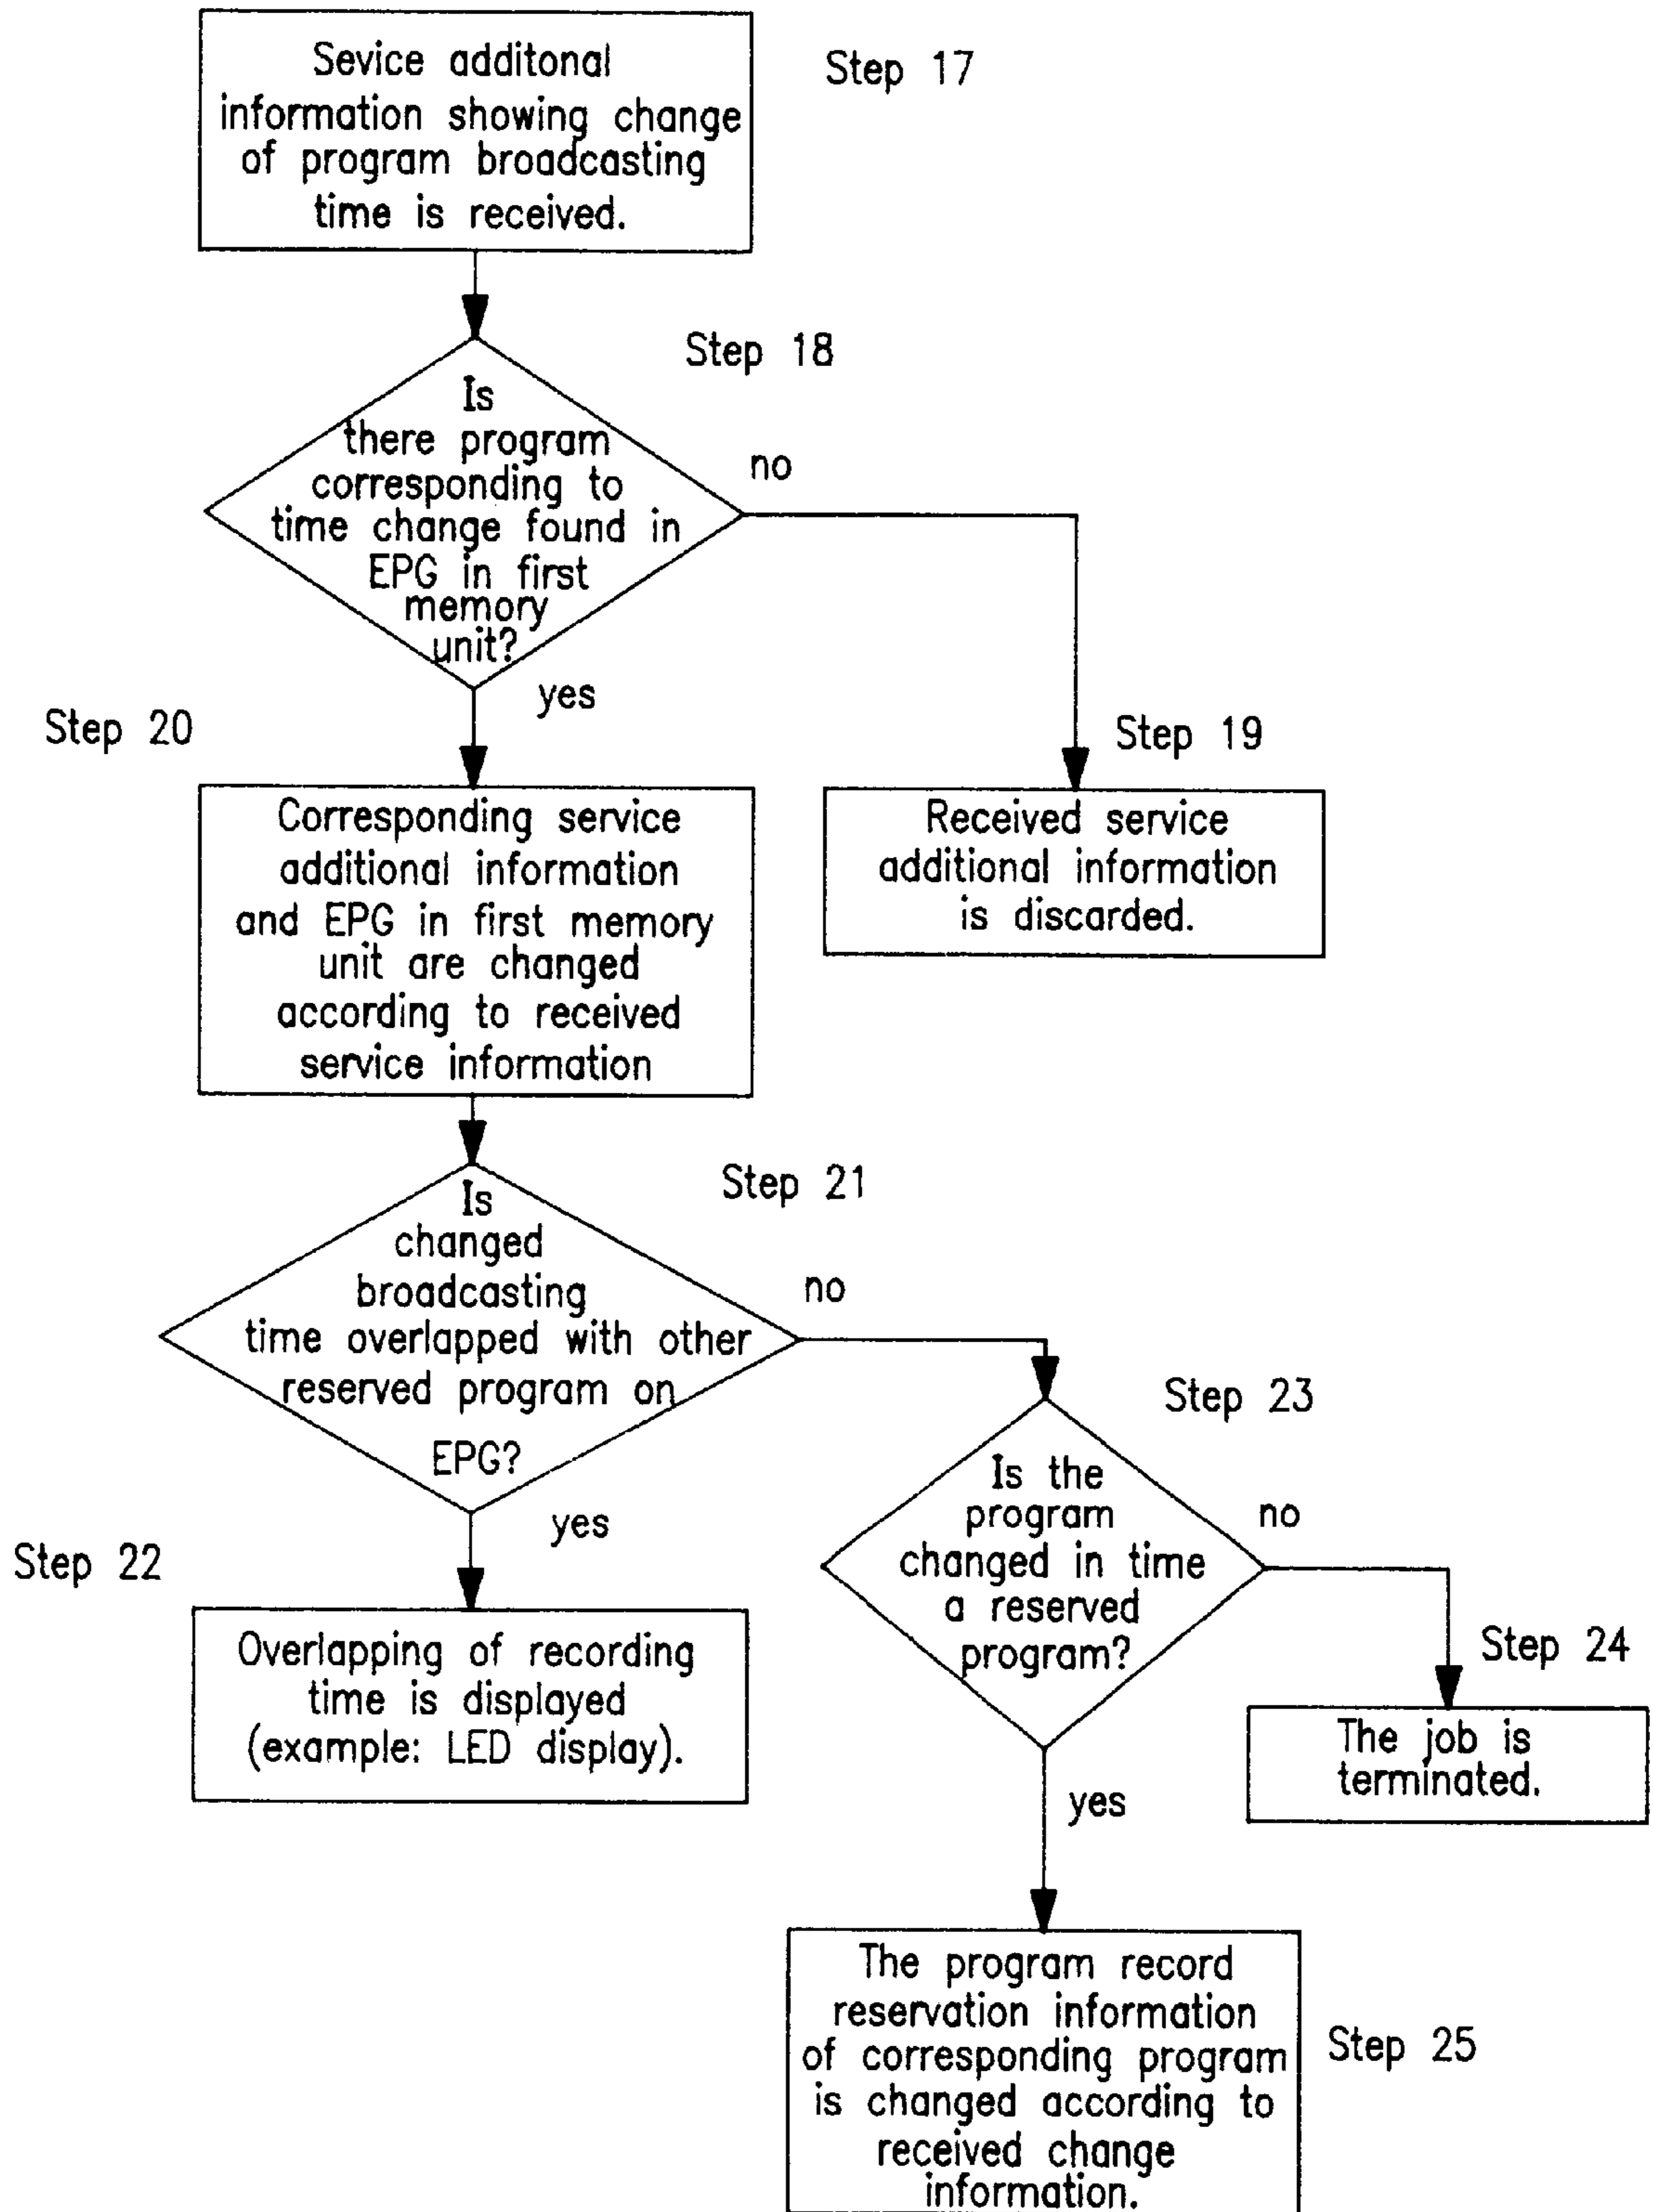 Sevice additonal
information showing change
of program broadcasting
time is received.
Step 17
Step 18
Is
there program
corresponding to
time change found in
EPG in first
memory
unit?
no
yes
Step 20
Step 19
Corresponding service
additional information
and EPG in first memory
unit are changed
according to received
service information
Received service
additional information
is discarded.
Step 21
Is
changed
broadcasting
time overlapped with other
reserved program on
EPG?
no
yes
Step 22
Step 23
Is the
program
changed in time
a reserved
program?
no
yes
Overlapping of recording
time is displayed
(example: LED display).
Step 24
The job is
terminated.
The program record
reservation information
of corresponding program
is changed according to
received change
information.
Step 25